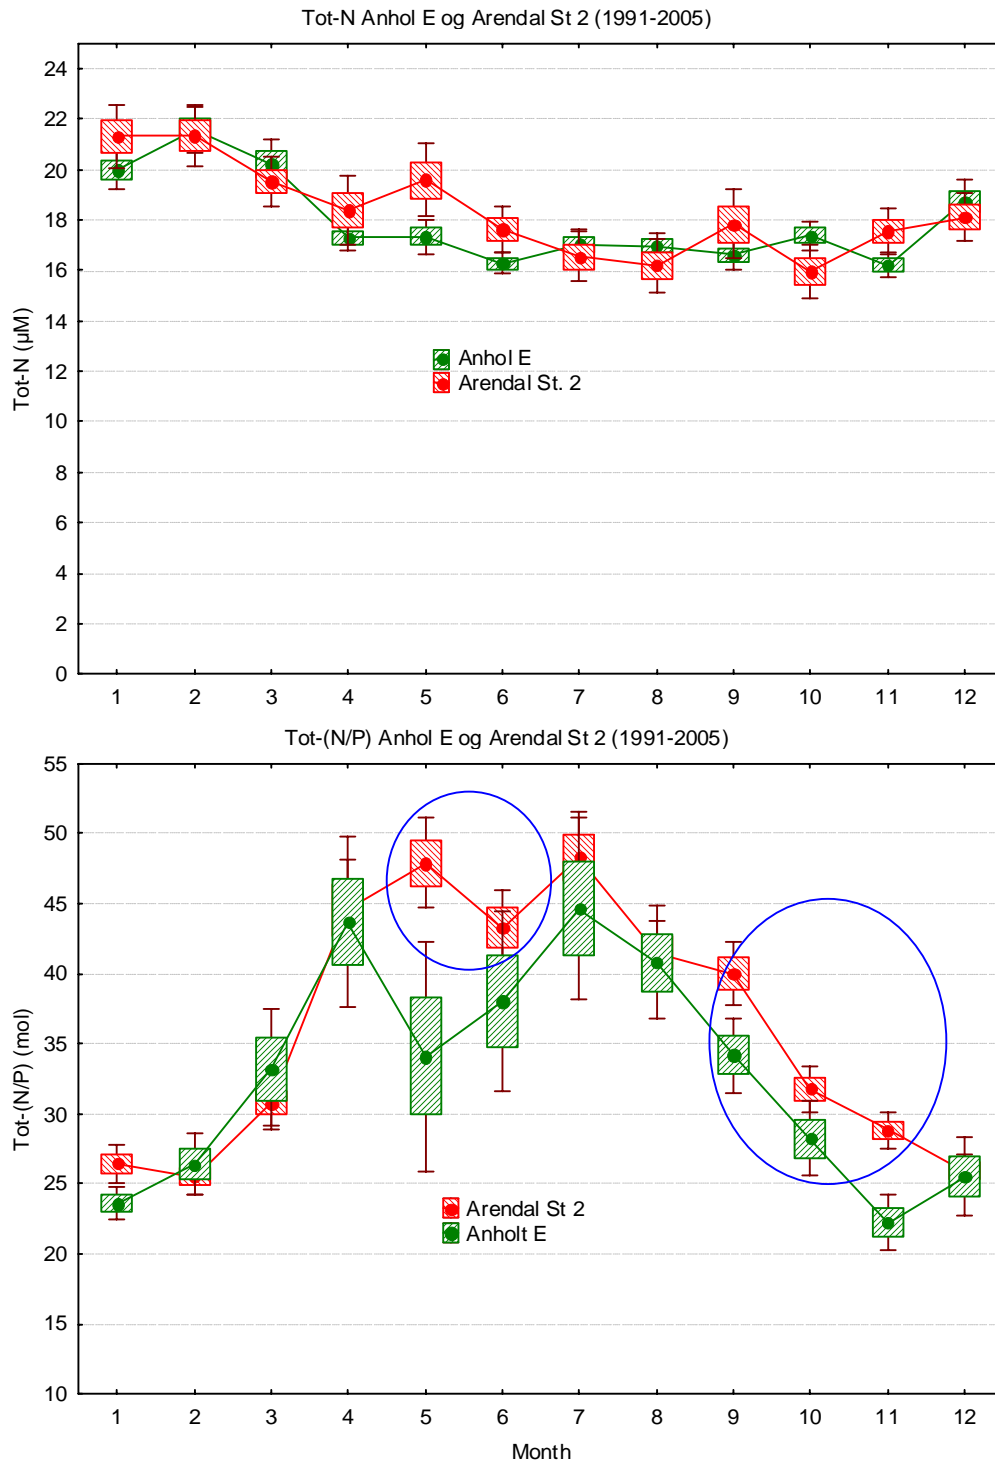 Tot-N Anhol E og Arendal St 2 (1991-2005)
24
22
20
18
16
14
12
10
8
6
4
2
0
Tot-N (µM)
Anhol E
Arendal St. 2
1 2 3 4 5 6 7 8 9 10 11 12
Tot-(N/P) Anhol E og Arendal St 2 (1991-2005)
55
50
45
40
35
30
25
20
15
10
Tot-(N/P) (mol)
Arendal St 2
Anholt E
1 2 3 4 5 6 7 8 9 10 11 12
Month